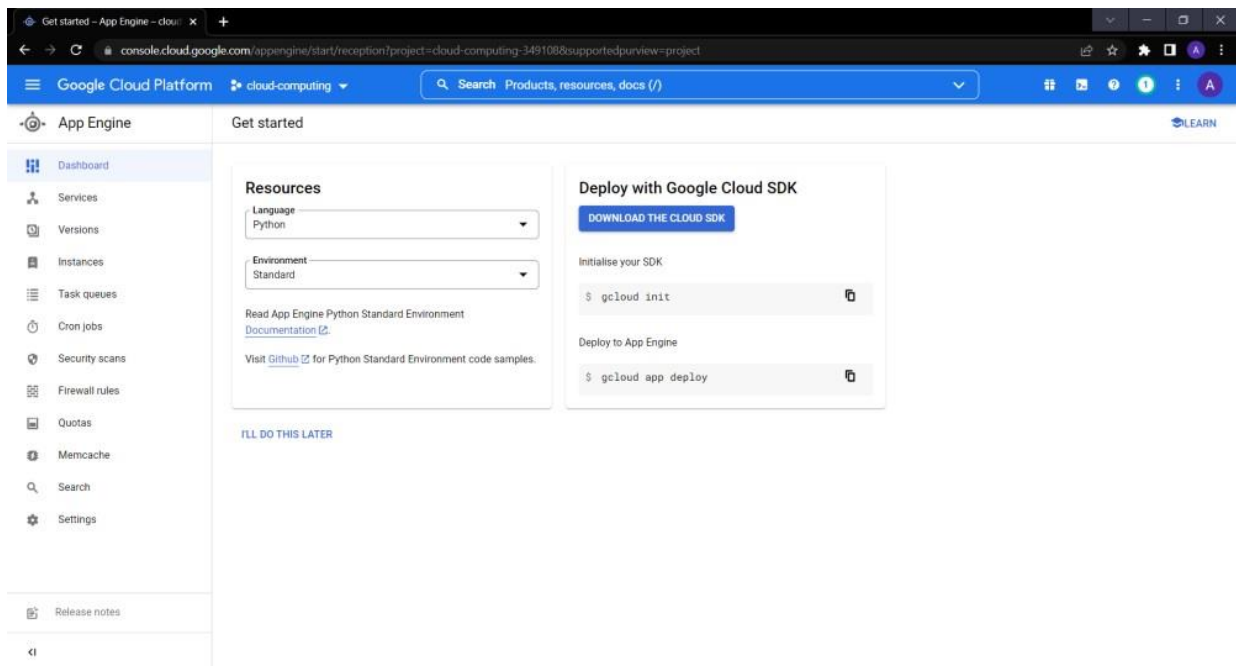 Get started – App Engine – cloud
console.cloud.google.com/appengine/start/reception?project=cloud-computing-349108&supportedpurview=project
A
Google Cloud Platform
cloud-computing
Search Products, resources, docs (/)
1
A
App Engine
Get started
LEARN
Dashboard
Services
Versions
Instances
Task queues
Cron jobs
Security scans
Firewall rules
Quotas
Memcache
Search
Settings
Release notes
Resources
Language
Python
Environment
Standard
Read App Engine Python Standard Environment
Documentation.
Visit Github for Python Standard Environment code samples.
I'LL DO THIS LATER
Deploy with Google Cloud SDK
DOWNLOAD THE CLOUD SDK
Initialise your SDK
$ gcloud init
Deploy to App Engine
$ gcloud app deploy